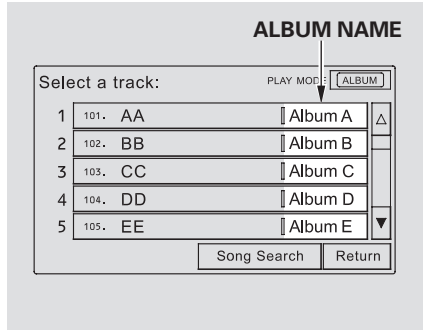 ALBUM NAME
Select a track: PLAY MODE [ALBUM]
1 101. AA Album A
2 102. BB Album B
3 103. CC Album C
4 104. DD Album D
5 105. EE Album E
Song Search Return